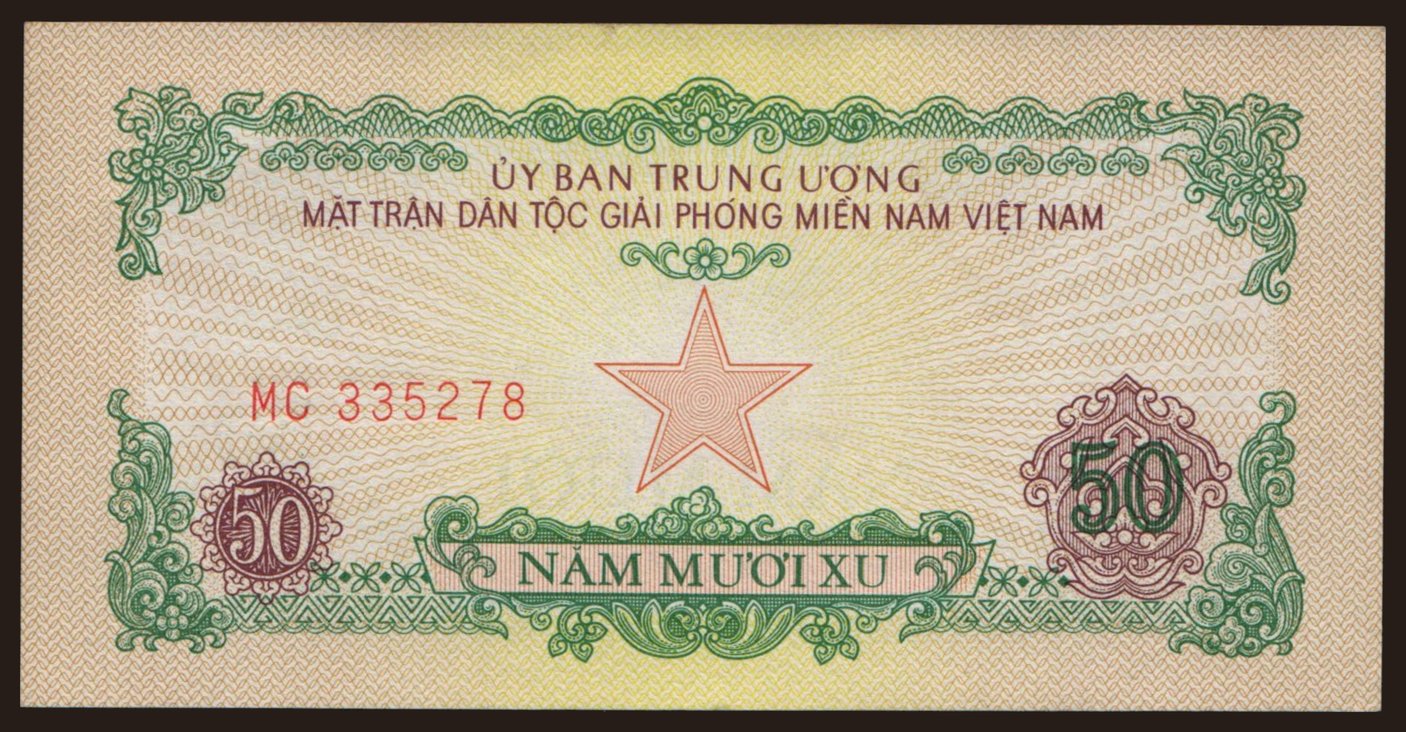 ỦY BAN TRUNG ƯƠNG
MẶT TRẬN DÂN TỘC GIẢI PHÓNG MIỀN NAM VIỆT NAM
MC 335278
50
50
NĂM MƯƠI XU